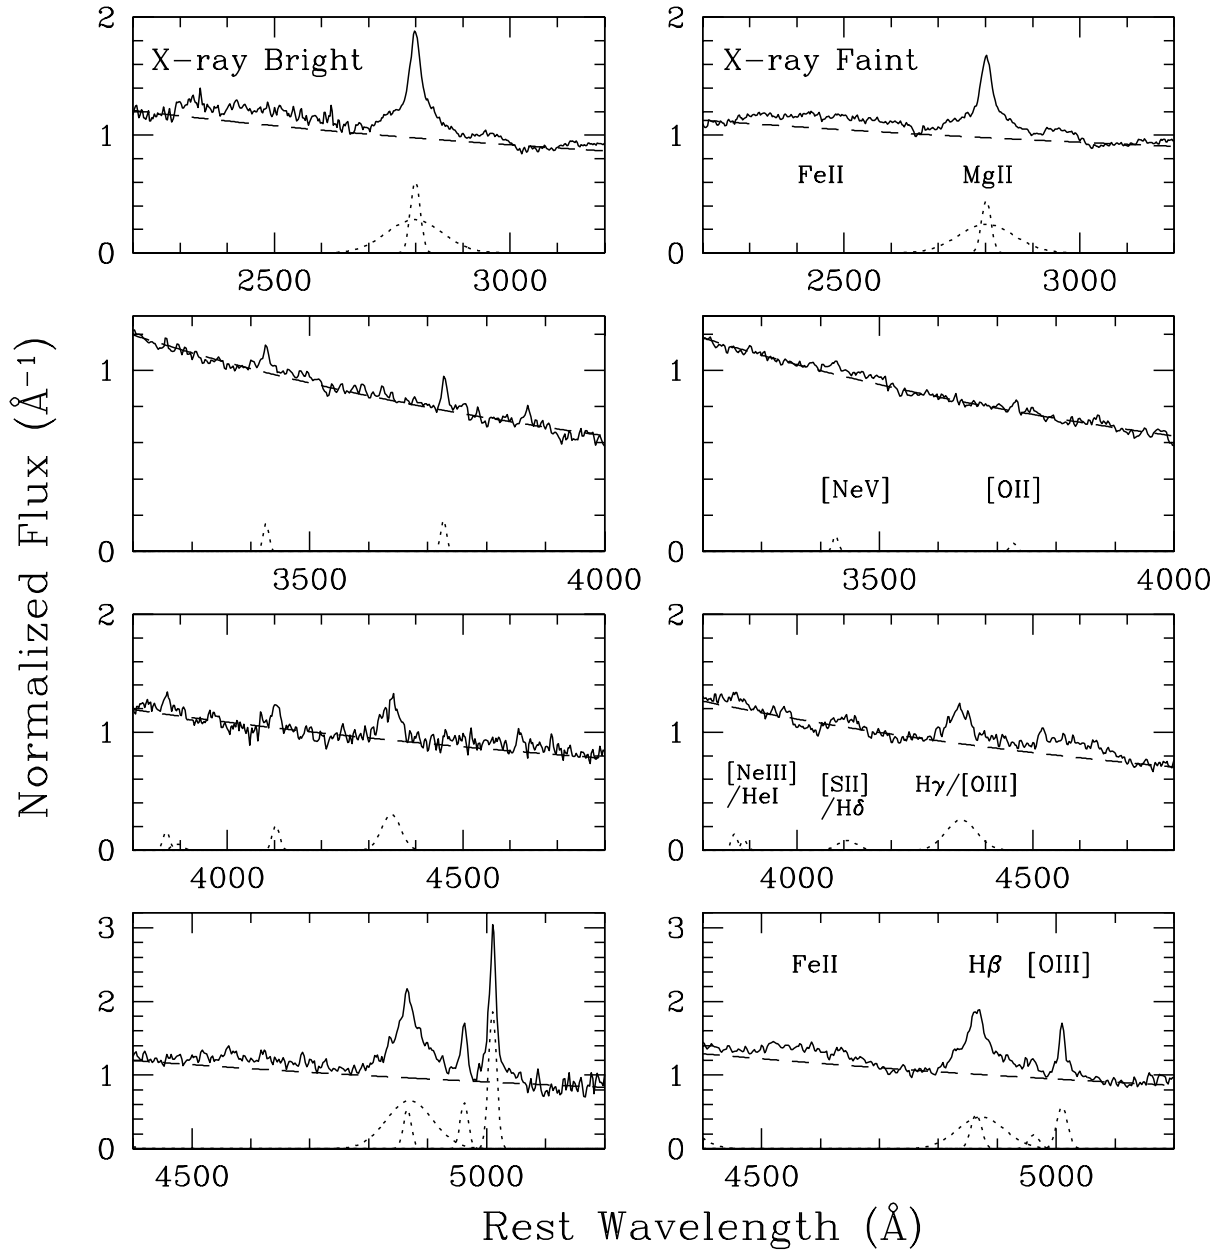 X-ray Bright
X-ray Faint
2
1
0
2500
3000
2
1
0
FeII
MgII
2500
3000
1
0
3500
4000
1
0
[NeV]
[OII]
3500
4000
2
1
0
4000
4500
2
1
0
[NeIII]
/HeI
[SII]
/Hδ
Hγ/[OIII]
4000
4500
3
2
1
0
4500
5000
3
2
1
0
FeII
Hβ
[OIII]
4500
5000
Normalized Flux (Å⁻¹)
Rest Wavelength (Å)